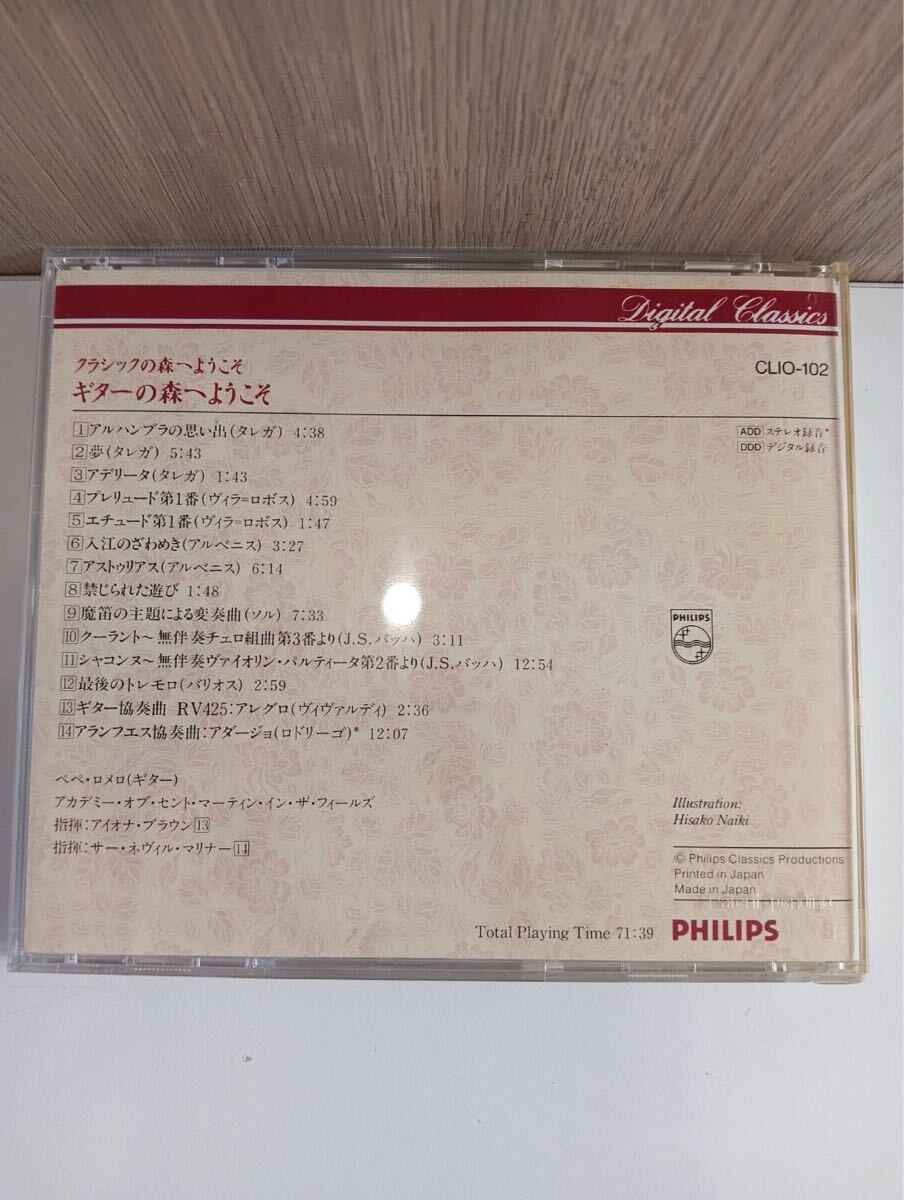 Digital Classics
クラシックの森へようこそ
CLIO-102
ギターの森へようこそ
1 アルハンブラの思い出(タレガ) 4:38
ADD ステレオ録音*
2 夢(タレガ) 5:43
DDD デジタル録音
3 アデリータ(タレガ) 1:43
4 プレリュード第1番(ヴィラ=ロボス) 4:59
5 エチュード第1番(ヴィラ=ロボス) 1:47
6 入江のざわめき(アルベニス) 3:27
7 アストゥリアス(アルベニス) 6:14
8 禁じられた遊び 1:48
9 魔笛の主題による変奏曲(ソル) 7:33
PHILIPS
10 クーラント〜無伴奏チェロ組曲第3番より(J.S.バッハ) 3:11
11 シャコンヌ〜無伴奏ヴァイオリン・パルティータ第2番より(J.S.バッハ) 12:54
12 最後のトレモロ(バリオス) 2:59
13 ギター協奏曲 RV425:アレグロ(ヴィヴァルディ) 2:36
14 アランフエス協奏曲:アダージョ(ロドリーゴ)* 12:07
ペペ・ロメロ(ギター)
アカデミー・オブ・セント・マーティン・イン・ザ・フィールズ
指揮:アイオナ・ブラウン 13
指揮:サー・ネヴィル・マリナー 14
Illustration:
Hisako Naiki
© Philips Classics Productions
Printed in Japan
Made in Japan
Patent pending
Total Playing Time 71:39
PHILIPS